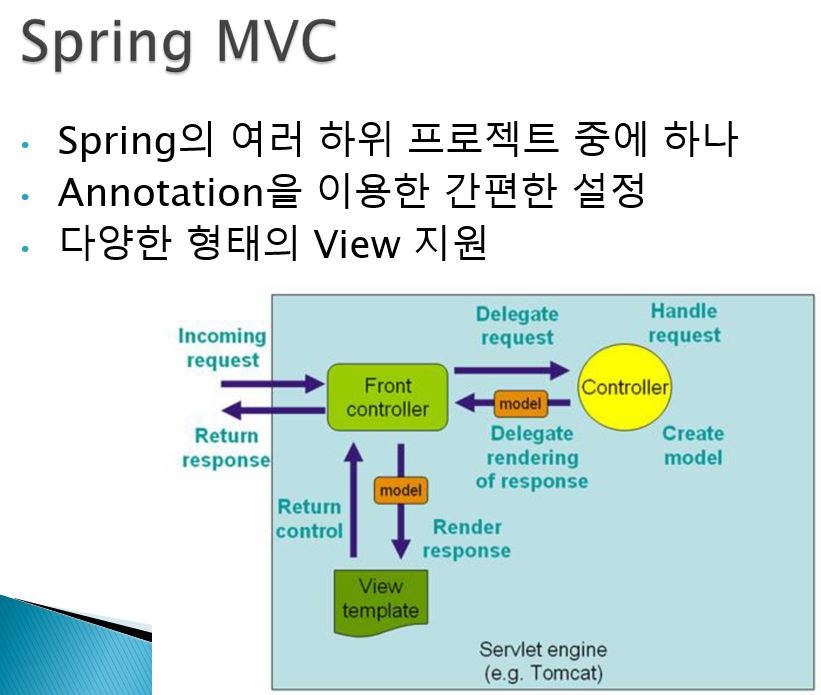 Spring MVC
• Spring의 여러 하위 프로젝트 중에 하나
• Annotation을 이용한 간편한 설정
• 다양한 형태의 View 지원
Incoming
request
Return
response
Front
controller
Delegate
request
Handle
request
Controller
model
Delegate
rendering
of response
Create
model
model
Return
control
Render
response
View
template
Servlet engine
(e.g. Tomcat)